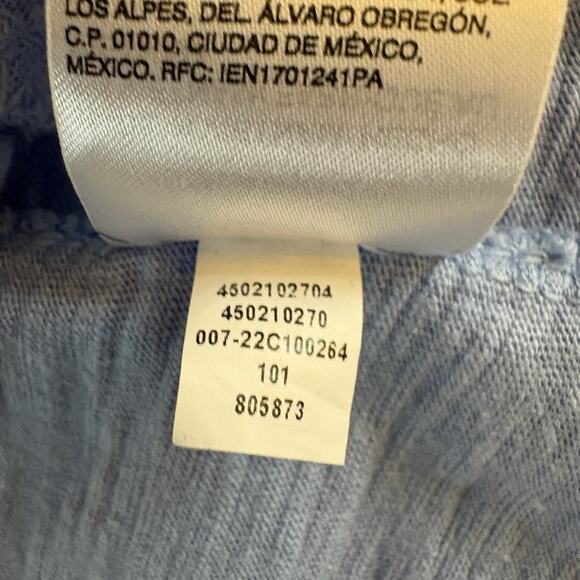 LOS ALPES, DEL. ÁLVARO OBREGÓN,
C.P. 01010, CIUDAD DE MÉXICO,
MÉXICO. RFC: IEN1701241PA
4502102704
450210270
007-22C100264
101
805873